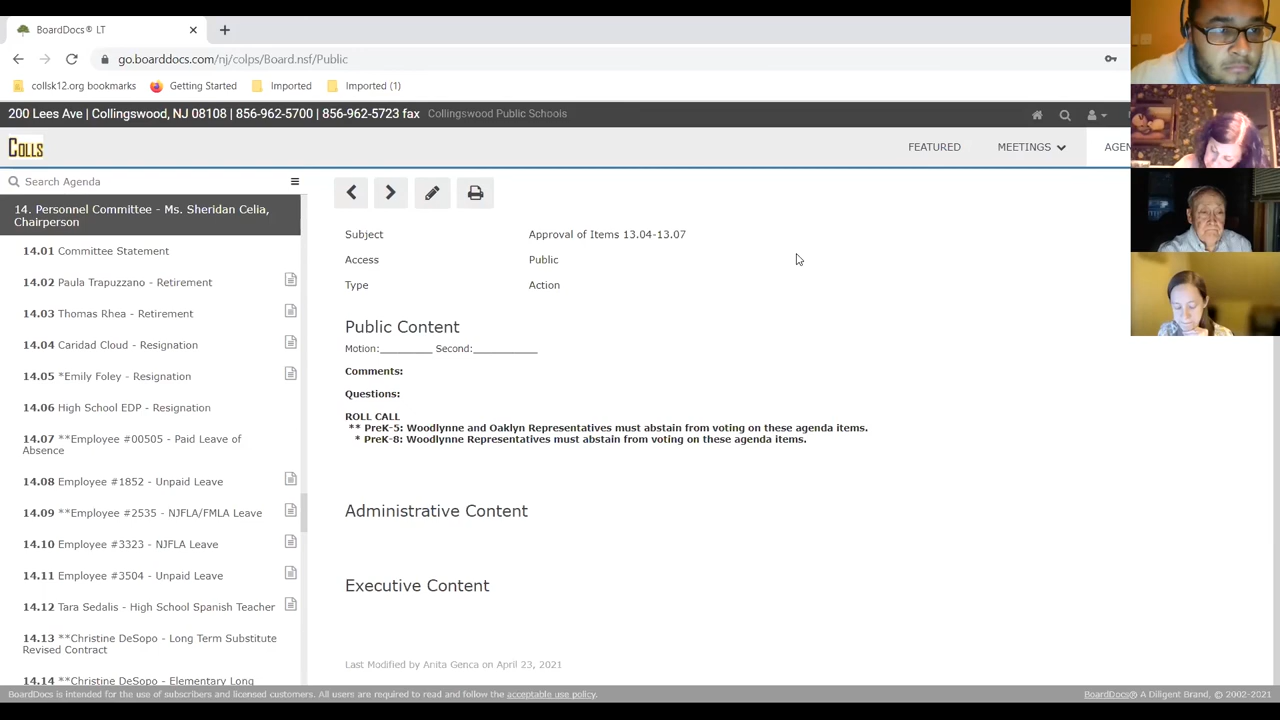 BoardDocs® LT
go.boarddocs.com/nj/colps/Board.nsf/Public
collsk12.org bookmarks Getting Started Imported Imported (1)
200 Lees Ave | Collingswood, NJ 08108 | 856-962-5700 | 856-962-5723 fax Collingswood Public Schools
COLLS FEATURED MEETINGS AGEN
Search Agenda
14. Personnel Committee - Ms. Sheridan Celia,
Chairperson
14.01 Committee Statement
14.02 Paula Trapuzzano - Retirement
14.03 Thomas Rhea - Retirement
14.04 Caridad Cloud - Resignation
14.05 *Emily Foley - Resignation
14.06 High School EDP - Resignation
14.07 **Employee #00505 - Paid Leave of
Absence
14.08 Employee #1852 - Unpaid Leave
14.09 **Employee #2535 - NJFLA/FMLA Leave
14.10 Employee #3323 - NJFLA Leave
14.11 Employee #3504 - Unpaid Leave
14.12 Tara Sedalis - High School Spanish Teacher
14.13 **Christine DeSopo - Long Term Substitute
Revised Contract
14.14 **Christine DeSopo - Elementary Long
Subject Approval of Items 13.04-13.07
Access Public
Type Action
Public Content
Motion:_________ Second:___________
Comments:
Questions:
ROLL CALL
** PreK-5: Woodlynne and Oaklyn Representatives must abstain from voting on these agenda items.
* PreK-8: Woodlynne Representatives must abstain from voting on these agenda items.
Administrative Content
Executive Content
Last Modified by Anita Genca on April 23, 2021
BoardDocs is intended for the use of subscribers and licensed customers. All users are required to read and follow the acceptable use policy. BoardDocs® A Diligent Brand, © 2002-2021